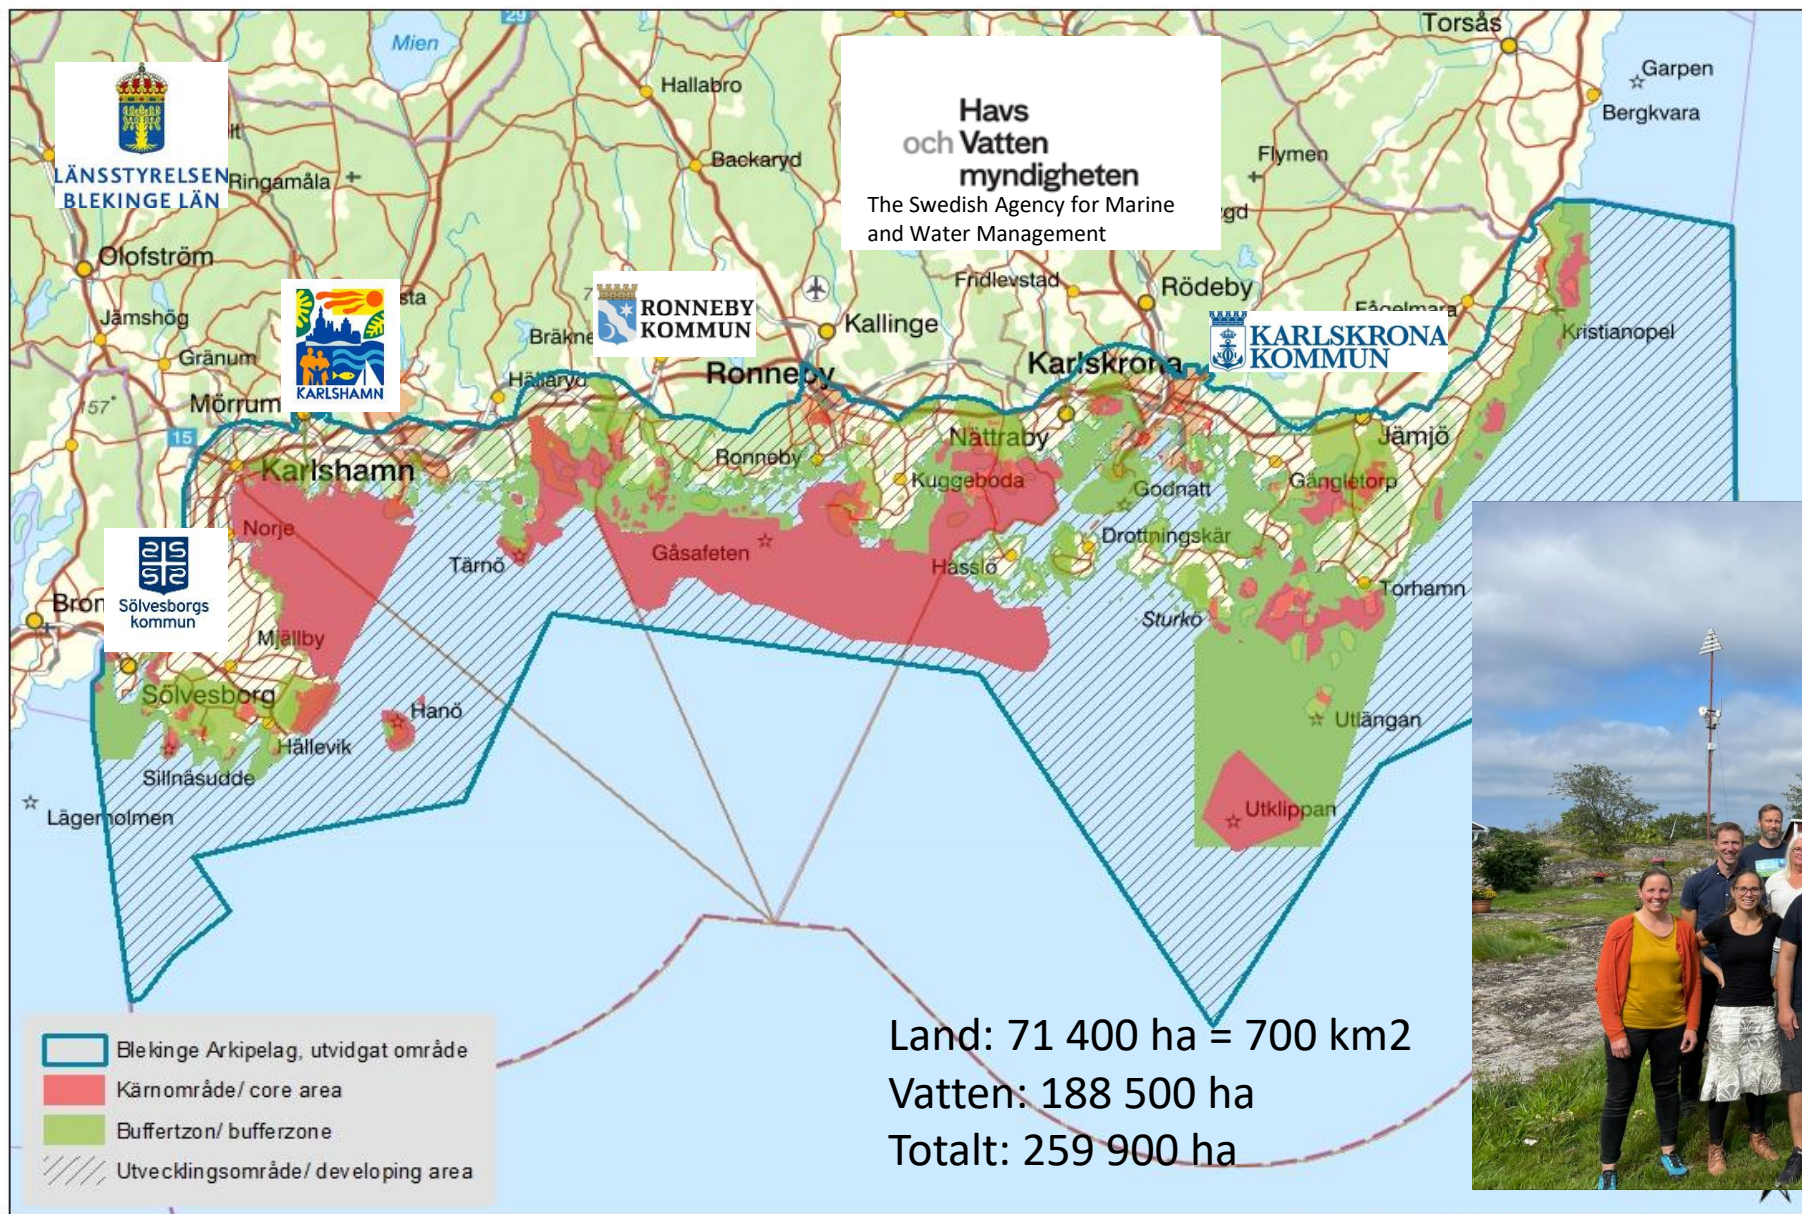 29
Mien
Torsås
Garpen
Hallabro
Bergkvara
LÄNSSTYRELSEN
BLEKINGE LÄN
Havs
och Vatten
myndigheten
The Swedish Agency for Marine
and Water Management
Backaryd
Flymen
Ringamåla
Olofström
Fridlevstad
Rödeby
Fågelmara
Jämshög
KARLSHAMN
RONNEBY
KOMMUN
Kallinge
KARLSKRONA
KOMMUN
Kristianopel
Gränum
Hällaryd
Ronneby
Karlskrona
157
Mörrum
15
Karlshamn
Ronneby
Nättraby
Jämjö
Kuggeboda
Godnatt
Gängletorp
Norje
Tärnö
Gåsafeten
Hasslö
Drottningskär
Torhamn
Sölvesborgs
kommun
Sturkö
Mjällby
Sölvesborg
Hanö
Utlängan
Hällevik
Sillnäsudde
Lägerholmen
Utklippan
Blekinge Arkipelag, utvidgat område
Kärnområde/ core area
Buffertzon/ bufferzone
Utvecklingsområde/ developing area
Land: 71 400 ha = 700 km2
Vatten: 188 500 ha
Totalt: 259 900 ha